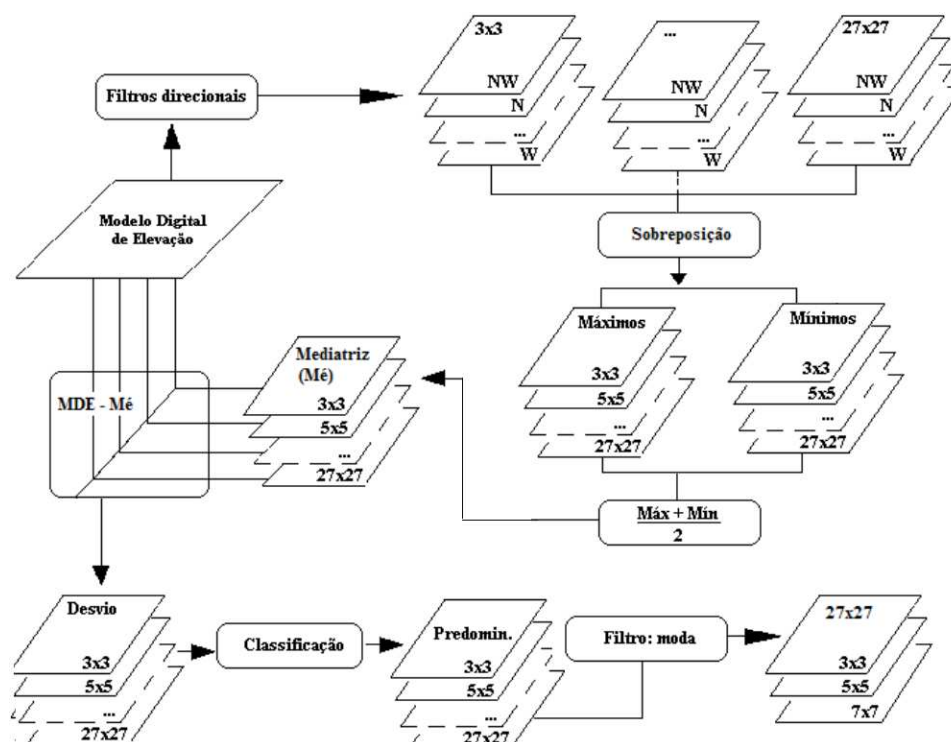 3x3
NW
N
...
W
...
NW
N
...
W
27x27
NW
N
...
W
Filtros direcionais
Modelo Digital
de Elevação
Sobreposição
Máximos
3x3
5x5
...
27x27
Mínimos
3x3
5x5
...
27x27
Mediatriz
(Mé)
3x3
5x5
...
27x27
MDE - Mé
Máx + Mín
2
Desvio
3x3
5x5
...
27x27
Classificação
Predomin.
3x3
5x5
...
27x27
Filtro: moda
27x27
3x3
5x5
7x7